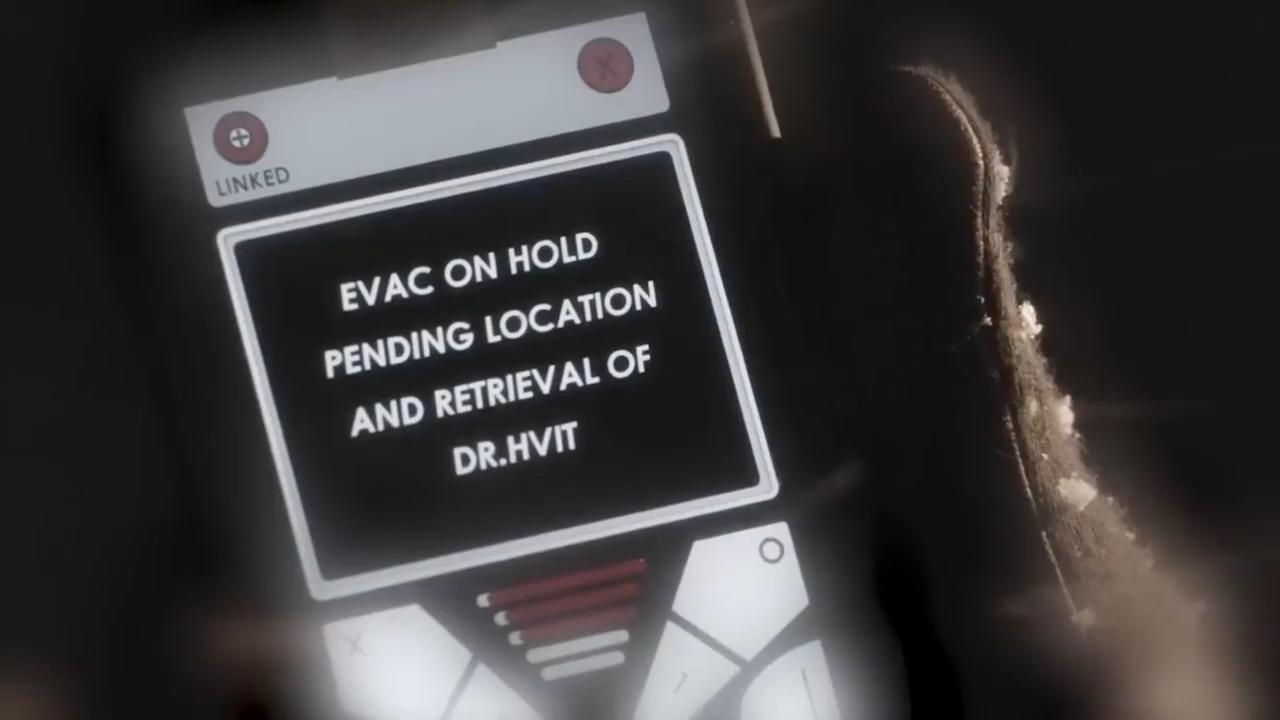 LINKED
EVAC ON HOLD
PENDING LOCATION
AND RETRIEVAL OF
DR.HVIT